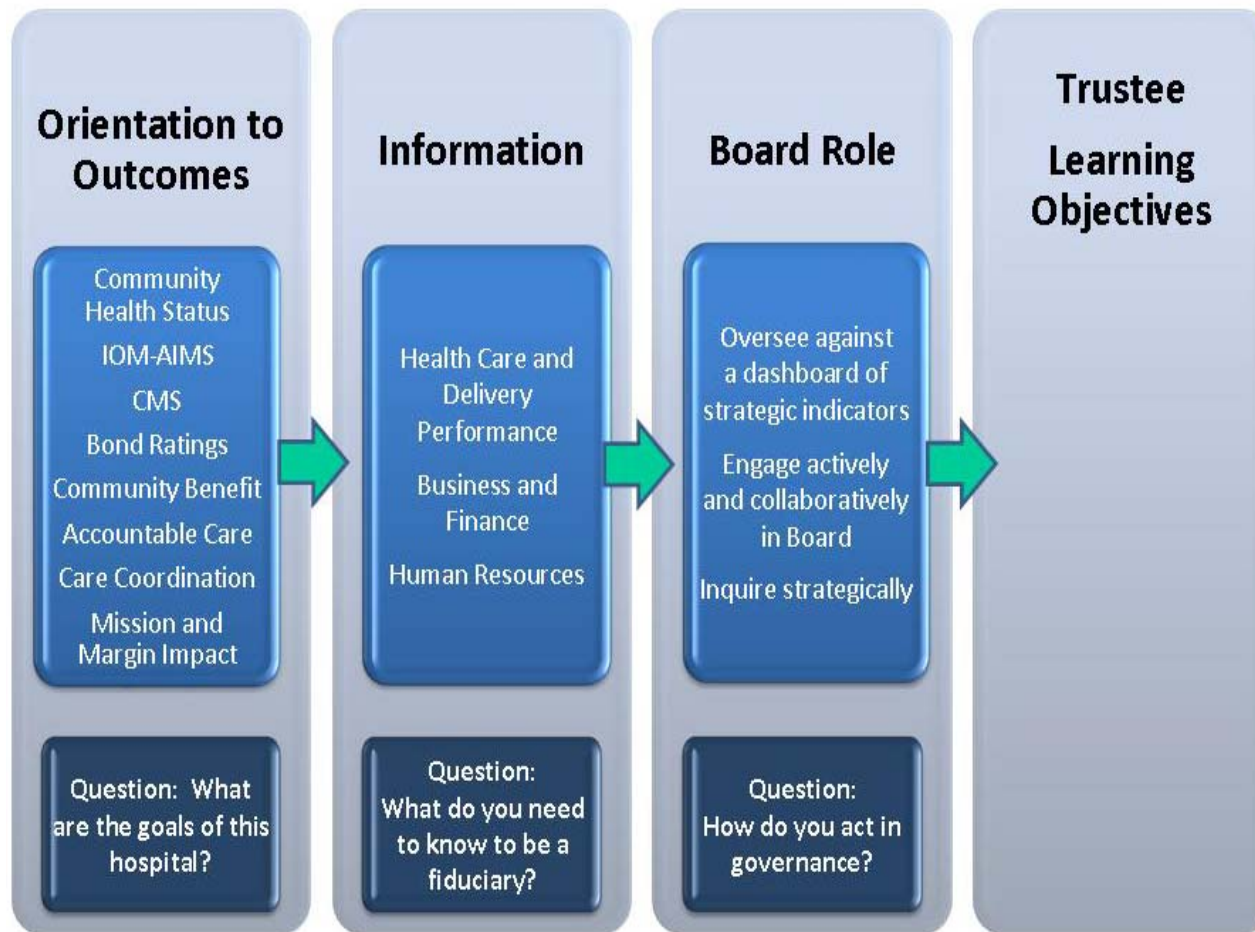 Orientation to
Outcomes
Community
Health Status
IOM-AIMS
CMS
Bond Ratings
Community Benefit
Accountable Care
Care Coordination
Mission and
Margin Impact
Question:  What
are the goals of this
hospital?
Information
Health Care and
Delivery
Performance
Business and
Finance
Human Resources
Question:
What do you need
to know to be a
fiduciary?
Board Role
Oversee against
a dashboard of
strategic indicators
Engage actively
and collaboratively
in Board
Inquire strategically
Question:
How do you act in
governance?
Trustee
Learning
Objectives